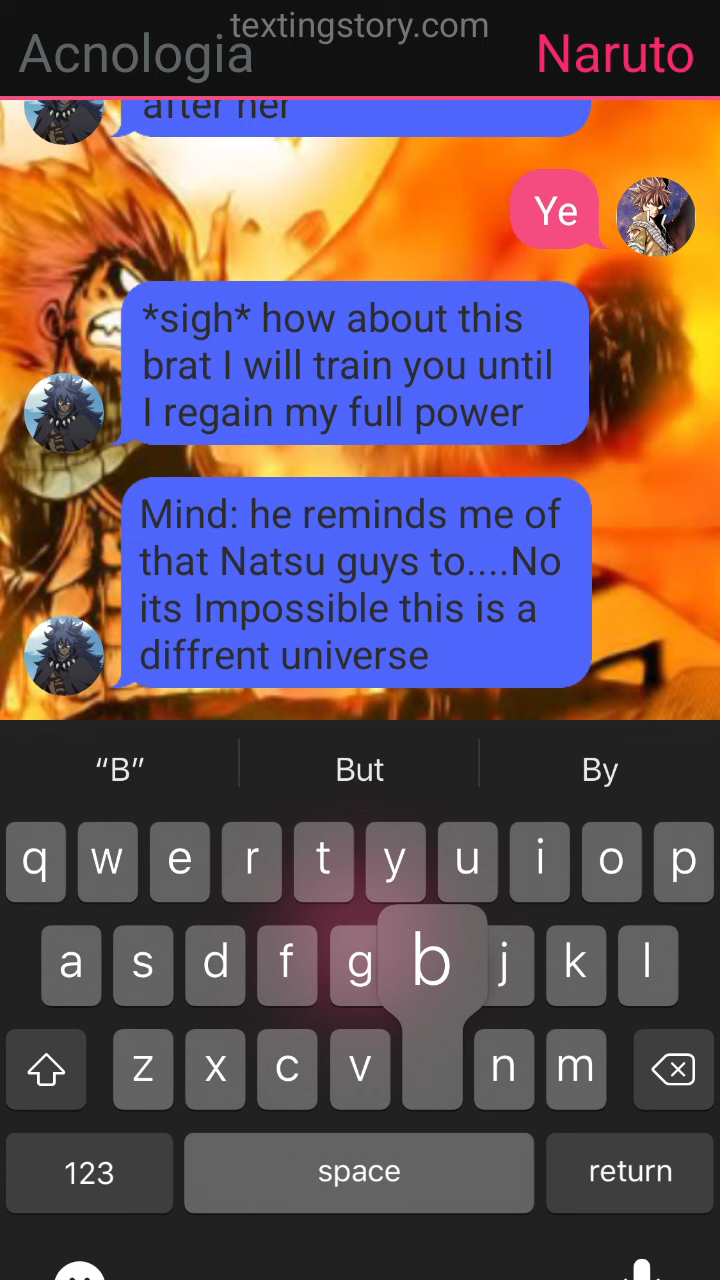 textingstory.com
Acnologia
Naruto
after her
Ye
*sigh* how about this
brat I will train you until
I regain my full power
Mind: he reminds me of
that Natsu guys to....No
its Impossible this is a
diffrent universe
“B” But By
q w e r t y u i o p
a s d f g b j k l
z x c v n m
123 space return